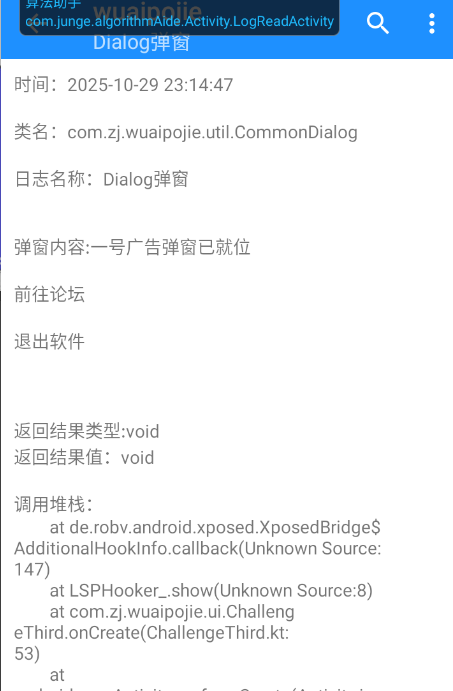 算法助手
com.junge.algorithmAide.Activity.LogReadActivity
wuaipojie
Dialog弹窗
时间：2025-10-29 23:14:47
类名：com.zj.wuaipojie.util.CommonDialog
日志名称：Dialog弹窗
弹窗内容:一号广告弹窗已就位
前往论坛
退出软件
返回结果类型:void
返回结果值：void
调用堆栈：
at de.robv.android.xposed.XposedBridge$
AdditionalHookInfo.callback(Unknown Source:
147)
at LSPHooker_.show(Unknown Source:8)
at com.zj.wuaipojie.ui.Challeng
eThird.onCreate(ChallengeThird.kt:
53)
at